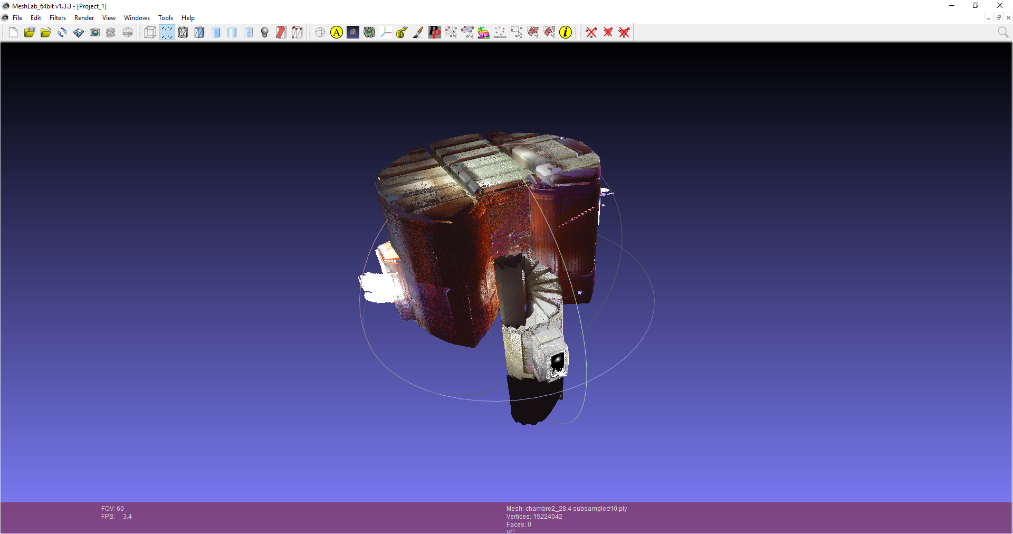 MeshLab_64bit v1.3.3 - [Project_1]
File Edit Filters Render View Windows Tools Help
A
i
FOV: 60
FPS: 3.4
Mesh: chambre2_28.4 subsampled10.ply
Vertices: 15224042
Faces: 0
VC